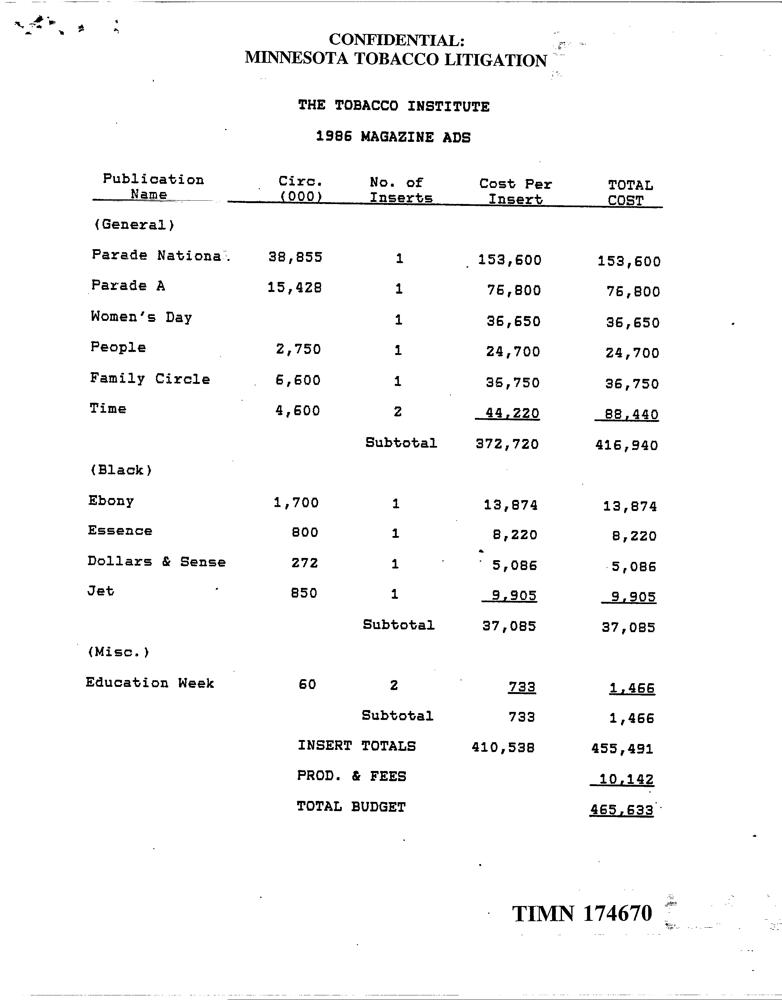 CONFIDENTIAL:
MINNESOTA TOBACCO LITIGATION
THE TOBACCO INSTITUTE
1986 MAGAZINE ADS
Publication Circ. No. of Cost Per TOTAL
Name (000) Inserts Insert COST
(General)
Parade Nationa. 38,855 1 153,600 153,600
Parade A 15,428 1 76,800 76,800
Women's Day 1 36,650 36,650
People 2,750 1 24,700 24,700
Family Circle 6,600 1 36,750 36,750
Time 4,600 2 44,220 88,440
Subtotal 372,720 416,940
(Black)
Ebony 1,700 1 13,874 13,874
Essence 800 1 8,220 8,220
Dollars & Sense 272 1 5,086 5,086
Jet 850 1 9,905 9,905
Subtotal 37,085 37,085
(Misc.)
Education Week 60 2 733 1,466
Subtotal 733 1,466
INSERT TOTALS 410,538 455,491
PROD. & FEES 10,142
TOTAL BUDGET 465,633
TIMN 174670